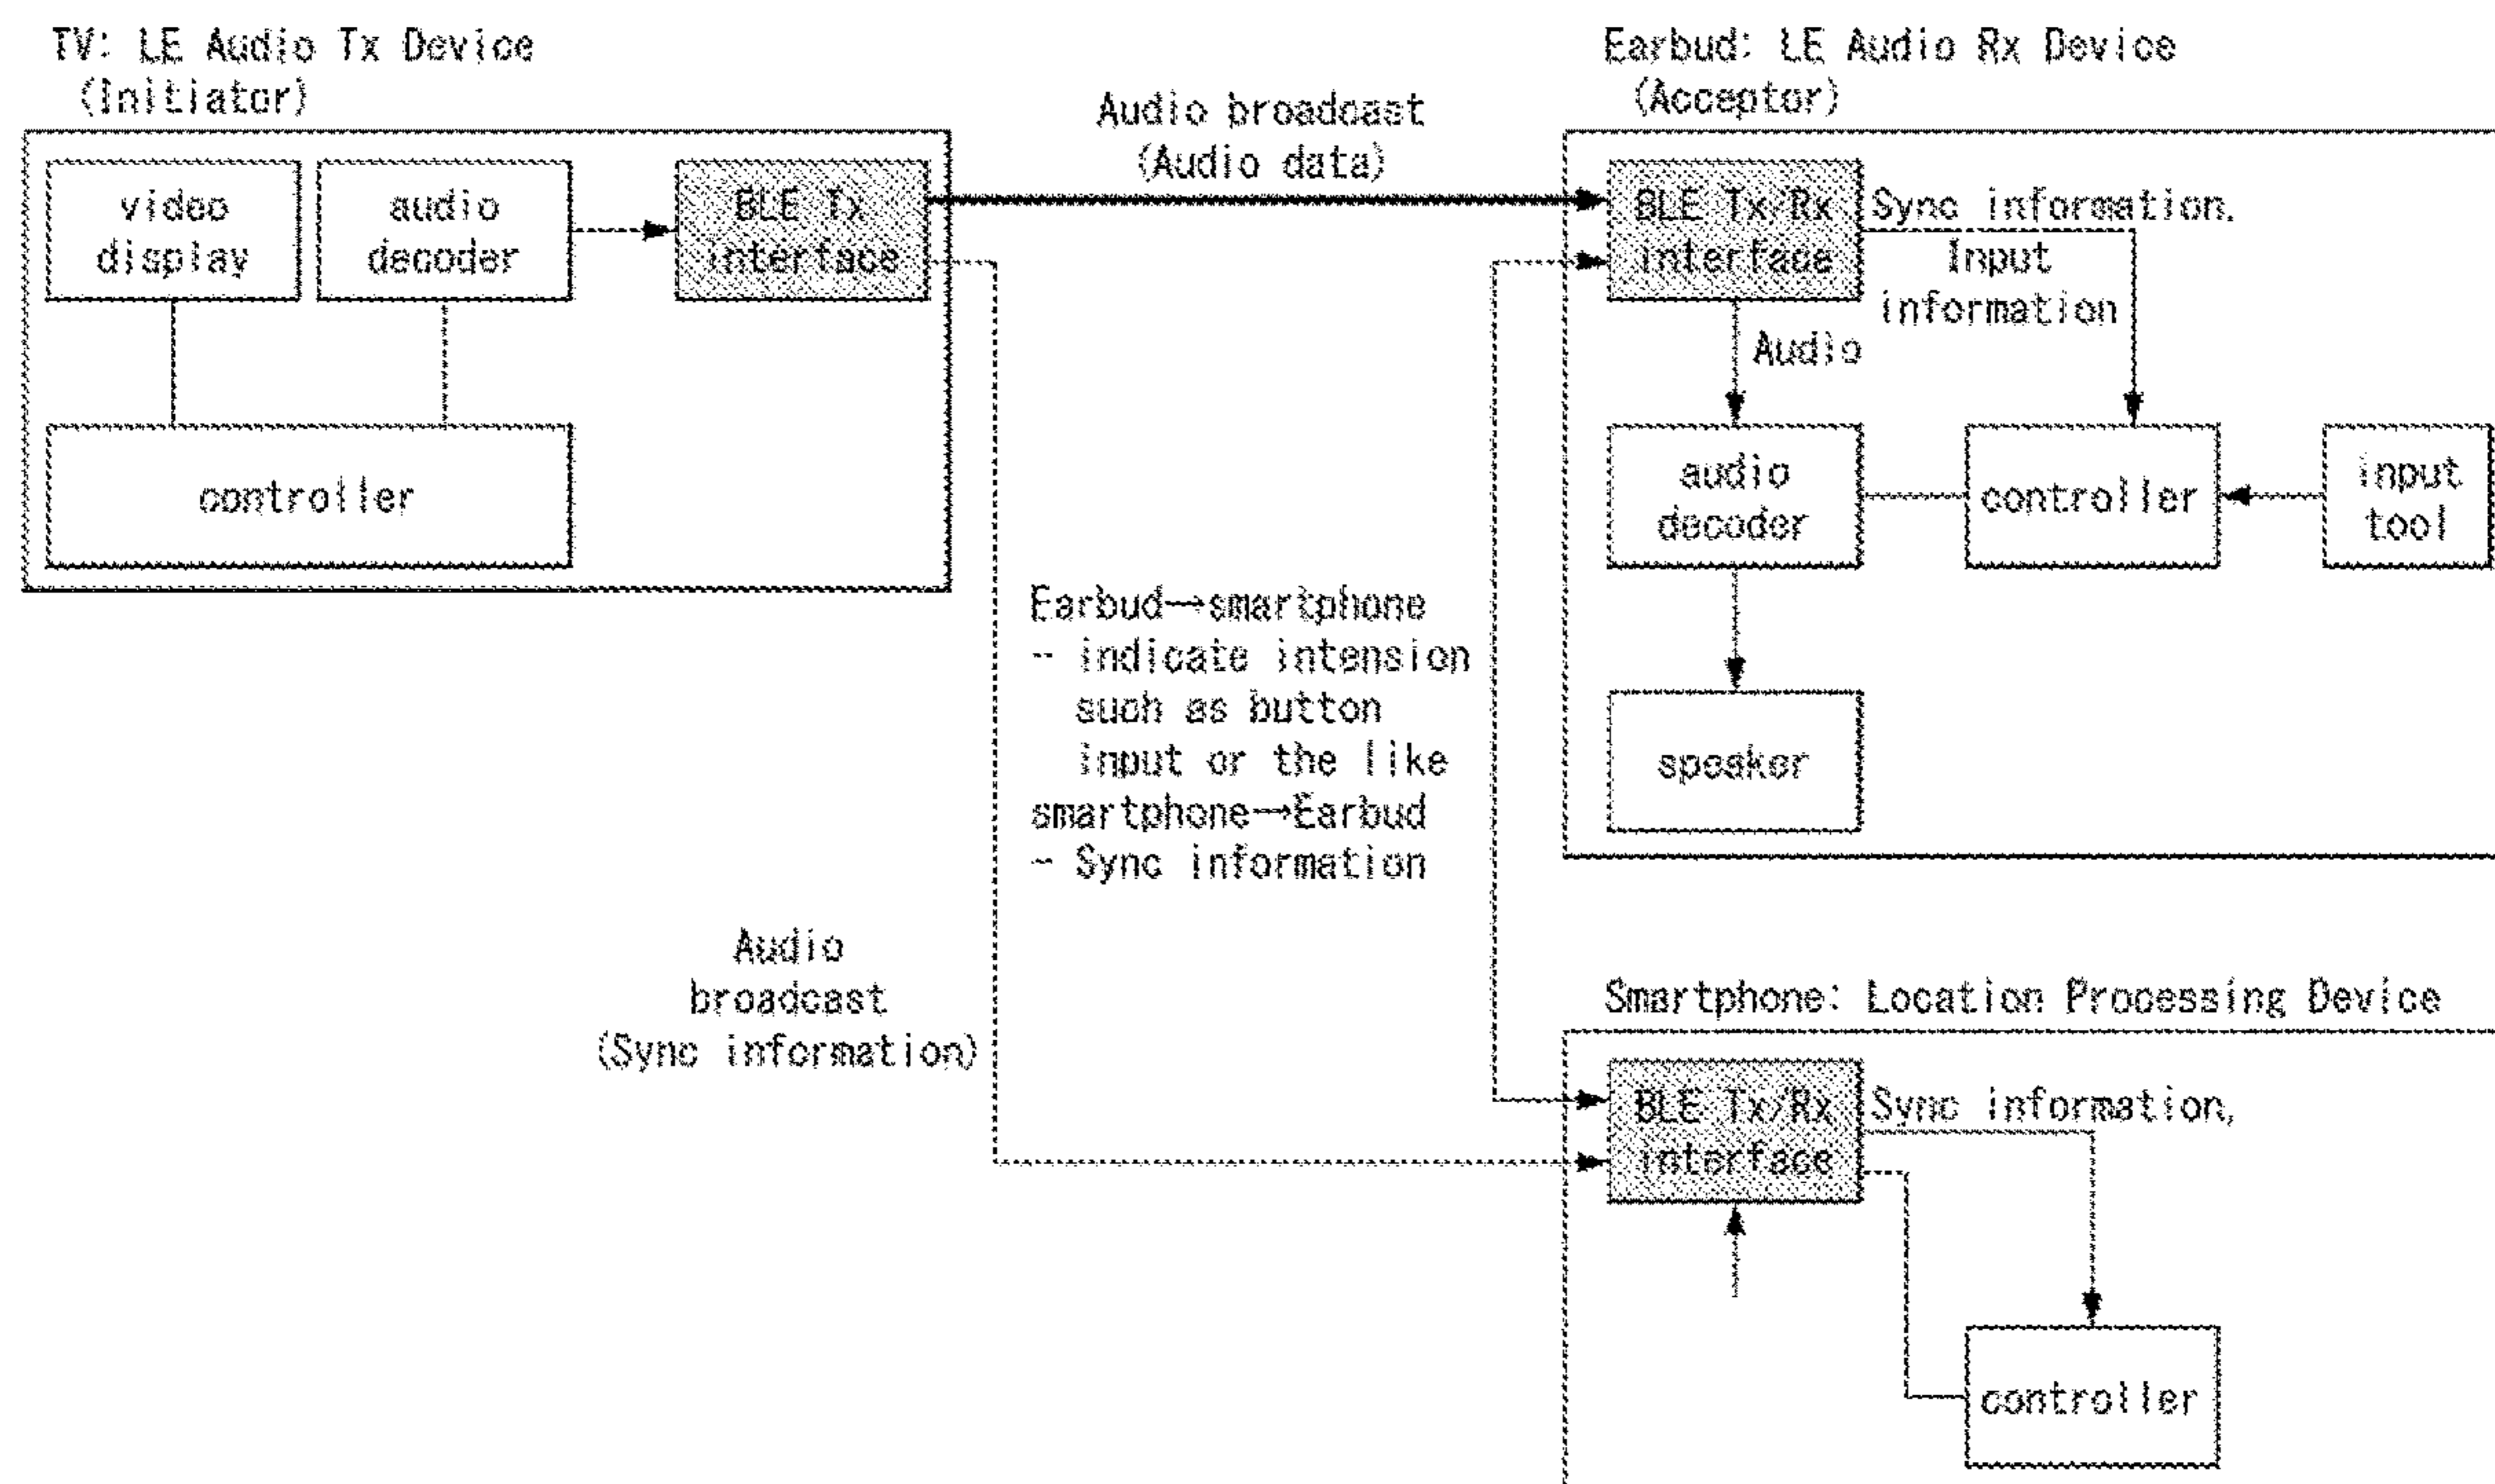 TV: LE Audio Tx Device
(Initiator)
video
display
audio
decoder
BLE Tx
interface
controller
Audio broadcast
(Audio data)
Earbud: LE Audio Rx Device
(Acceptor)
BLE Tx/Rx
interface
Sync information,
Input
information
Audio
audio
decoder
controller
input
tool
speaker
Earbud→smartphone
- indicate intension
such as button
input or the like
smartphone→Earbud
- Sync information
Audio
broadcast
(Sync information)
Smartphone: Location Processing Device
BLE Tx/Rx
interface
Sync information,
controller